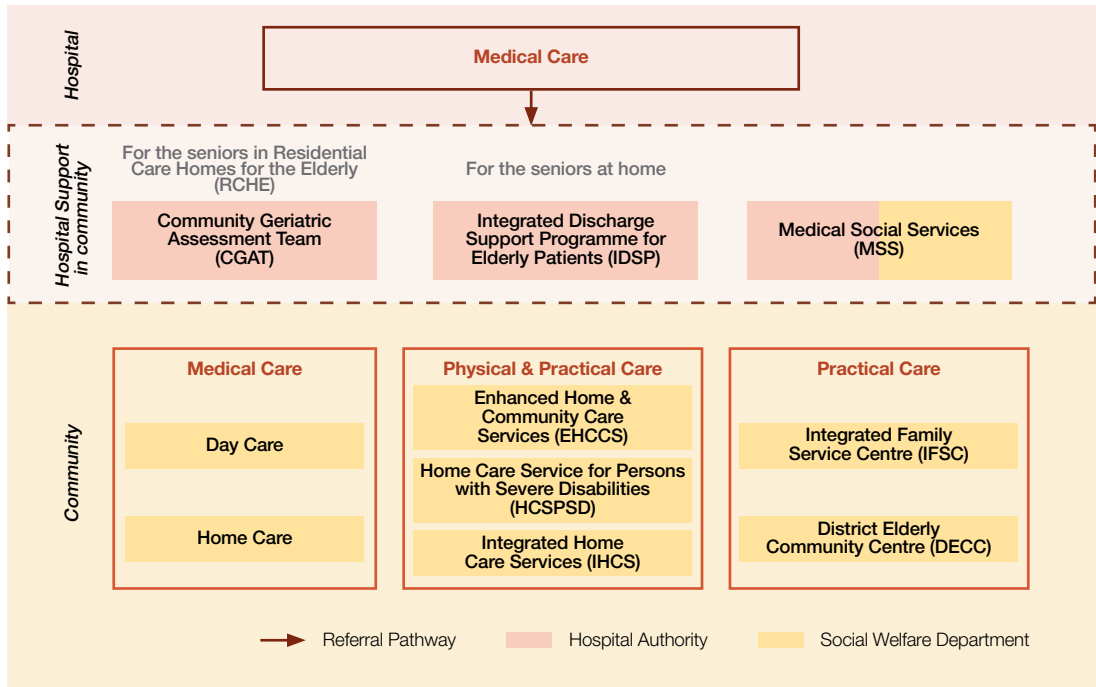 Hospital
Medical Care
Hospital Support
in community
For the seniors in Residential
Care Homes for the Elderly
(RCHE)
Community Geriatric
Assessment Team
(CGAT)
For the seniors at home
Integrated Discharge
Support Programme for
Elderly Patients (IDSP)
Medical Social Services
(MSS)
Community
Medical Care
Day Care
Home Care
Physical & Practical Care
Enhanced Home &
Community Care
Services (EHCCS)
Home Care Service for Persons
with Severe Disabilities
(HCSPSD)
Integrated Home
Care Services (IHCS)
Practical Care
Integrated Family
Service Centre (IFSC)
District Elderly
Community Centre (DECC)
Referral Pathway
Hospital Authority
Social Welfare Department